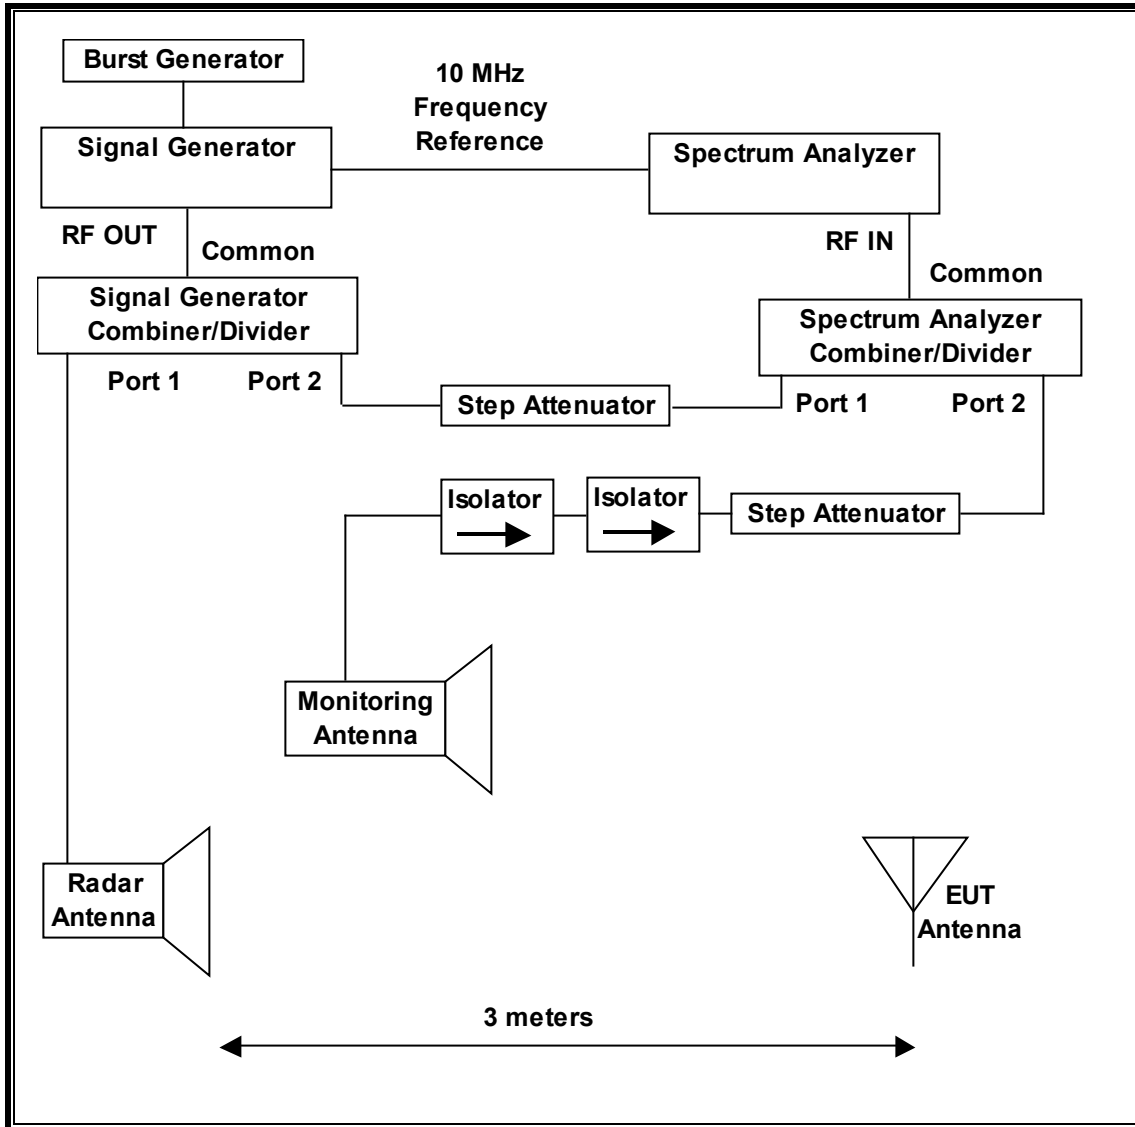 Burst Generator
10 MHz
Frequency
Reference
Signal Generator
Spectrum Analyzer
RF OUT
Common
RF IN
Common
Signal Generator
Combiner/Divider
Spectrum Analyzer
Combiner/Divider
Port 1
Port 2
Step Attenuator
Port 1
Port 2
Isolator
Isolator
Step Attenuator
Monitoring
Antenna
Radar
Antenna
EUT
Antenna
3 meters